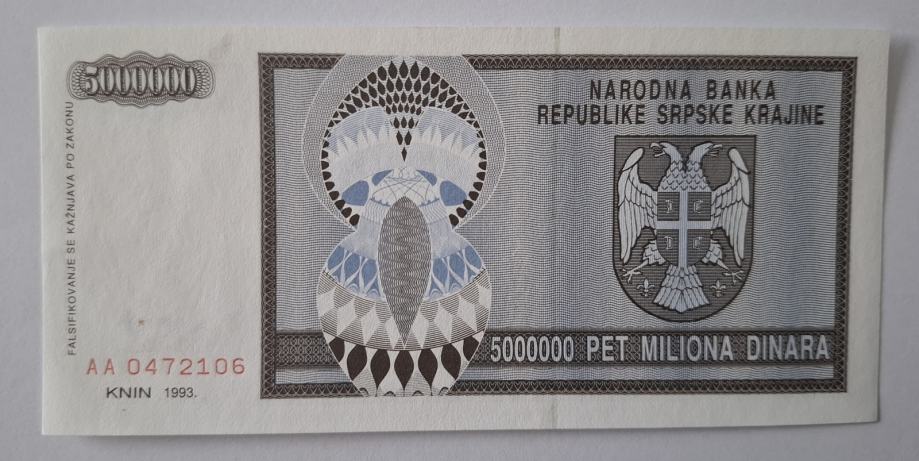 5000000
FALSIFIKOVANJE SE KAŽNJAVA PO ZAKONU
AA 0472106
KNIN 1993.
NARODNA BANKA
REPUBLIKE SRPSKE KRAJINE
5000000 PET MILIONA DINARA